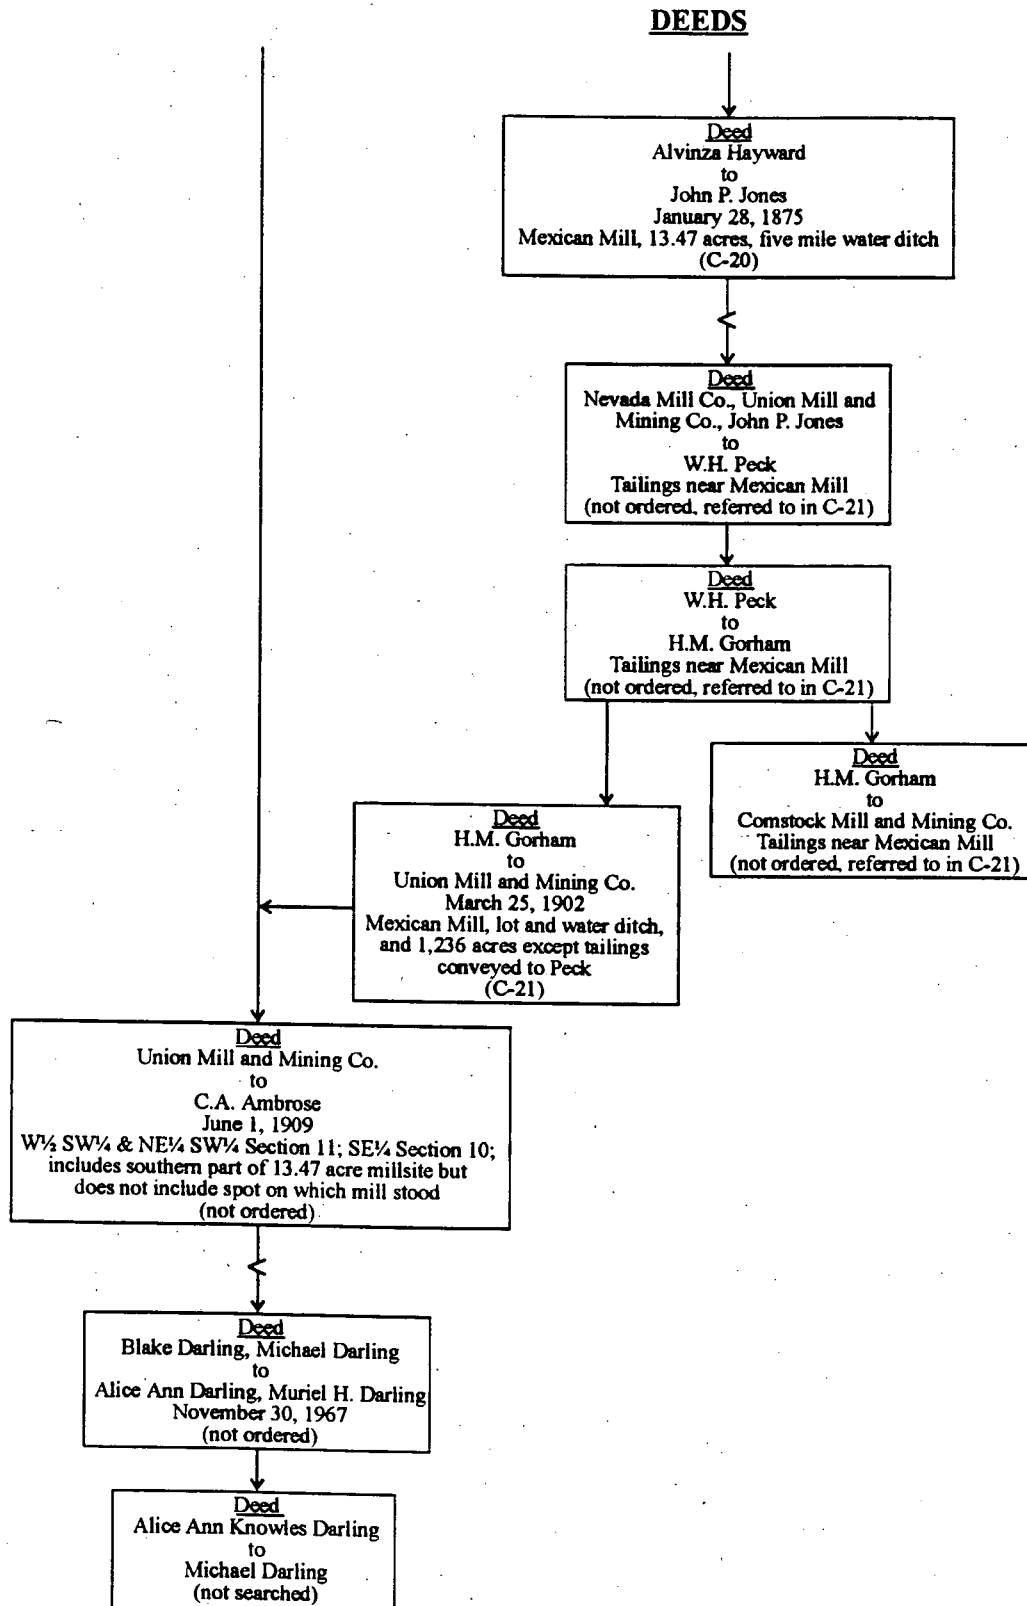 DEEDS
Deed
Alvinza Hayward
to
John P. Jones
January 28, 1875
Mexican Mill, 13.47 acres, five mile water ditch
(C-20)
Deed
Nevada Mill Co., Union Mill and
Mining Co., John P. Jones
to
W.H. Peck
Tailings near Mexican Mill
(not ordered, referred to in C-21)
Deed
W.H. Peck
to
H.M. Gorham
Tailings near Mexican Mill
(not ordered, referred to in C-21)
Deed
H.M. Gorham
to
Comstock Mill and Mining Co.
Tailings near Mexican Mill
(not ordered, referred to in C-21)
Deed
H.M. Gorham
to
Union Mill and Mining Co.
March 25, 1902
Mexican Mill, lot and water ditch,
and 1,236 acres except tailings
conveyed to Peck
(C-21)
Deed
Union Mill and Mining Co.
to
C.A. Ambrose
June 1, 1909
W½ SW¼ & NE¼ SW¼ Section 11; SE¼ Section 10;
includes southern part of 13.47 acre millsite but
does not include spot on which mill stood
(not ordered)
Deed
Blake Darling, Michael Darling
to
Alice Ann Darling, Muriel H. Darling
November 30, 1967
(not ordered)
Deed
Alice Ann Knowles Darling
to
Michael Darling
(not searched)